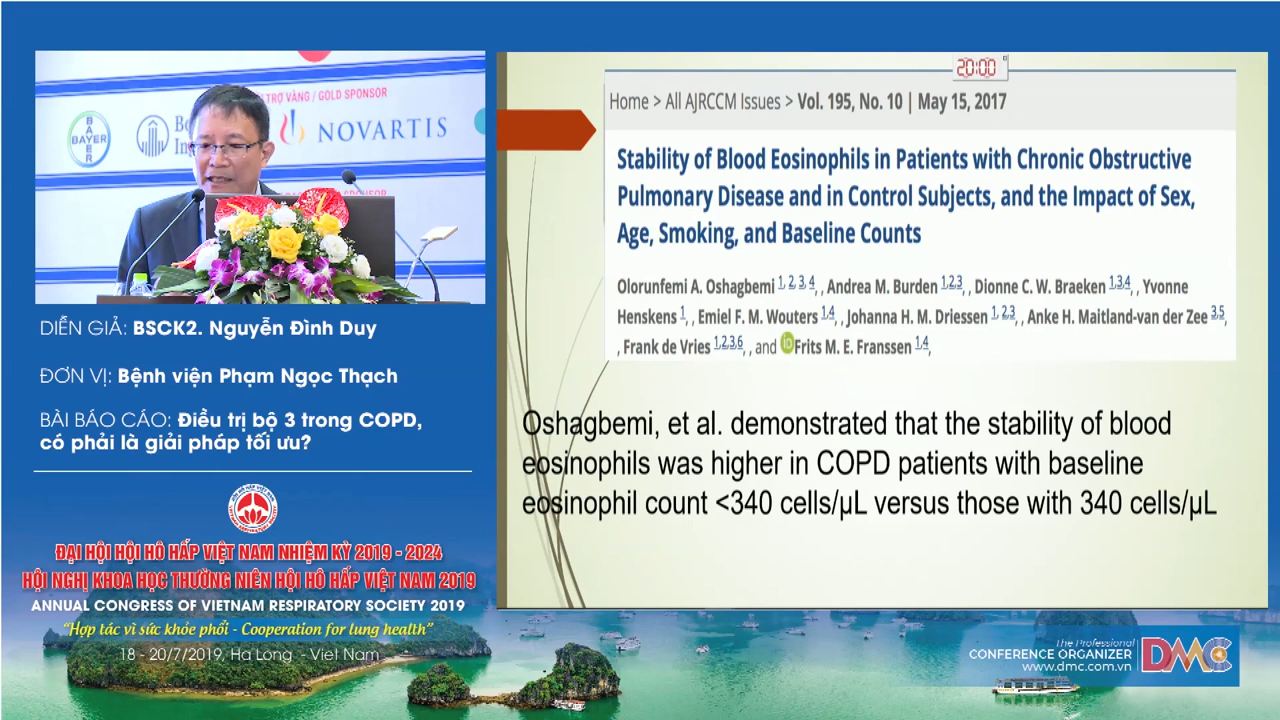 TRỢ VÀNG / GOLD SPONSOR
BAYER
BAYER
NOVARTIS
SPONSOR
DIỄN GIẢ: BSCK2. Nguyễn Đình Duy
ĐƠN VỊ: Bệnh viện Phạm Ngọc Thạch
BÀI BÁO CÁO: Điều trị bộ 3 trong COPD,
có phải là giải pháp tối ưu?
ĐẠI HỘI HỘI HÔ HẤP VIỆT NAM NHIỆM KỲ 2019 - 2024
HỘI NGHỊ KHOA HỌC THƯỜNG NIÊN HỘI HÔ HẤP VIỆT NAM 2019
ANNUAL CONGRESS OF VIETNAM RESPIRATORY SOCIETY 2019
“Hợp tác vì sức khỏe phổi - Cooperation for lung health”
18 - 20/7/2019, Ha Long - Viet Nam
20:00
Home > All AJRCCM Issues > Vol. 195, No. 10 | May 15, 2017
Stability of Blood Eosinophils in Patients with Chronic Obstructive
Pulmonary Disease and in Control Subjects, and the Impact of Sex,
Age, Smoking, and Baseline Counts
Olorunfemi A. Oshagbemi 1, 2, 3, 4, , Andrea M. Burden 1,2,3, , Dionne C. W. Braeken 1,3,4, , Yvonne
Henskens 1, , Emiel F. M. Wouters 1,4, , Johanna H. M. Driessen 1, 2,3, , Anke H. Maitland-van der Zee 3,5,
, Frank de Vries 1,2,3,6, , and iD Frits M. E. Franssen 1,4,
Oshagbemi, et al. demonstrated that the stability of blood
eosinophils was higher in COPD patients with baseline
eosinophil count <340 cells/µL versus those with 340 cells/µL
The Professional
CONFERENCE ORGANIZER
www.dmc.com.vn
DMC